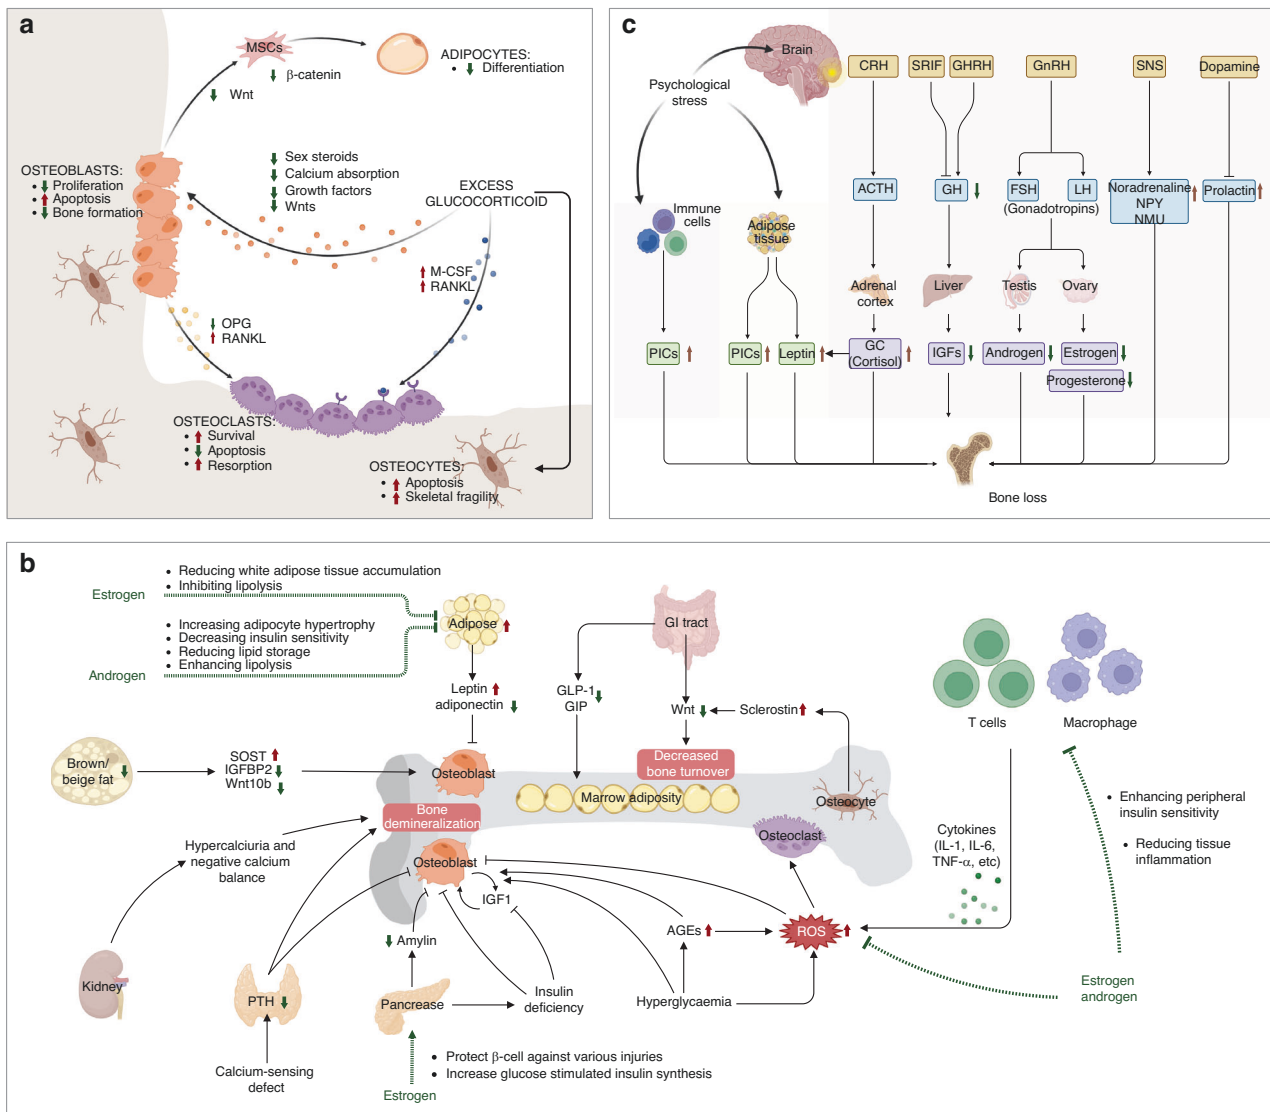 a
MSCs
ADIPOCYTES:
• Differentiation
β-catenin
Wnt
OSTEOBLASTS:
• Proliferation
• Apoptosis
• Bone formation
Sex steroids
Calcium absorption
Growth factors
Wnts
EXCESS
GLUCOCORTICOID
M-CSF
RANKL
OPG
RANKL
OSTEOCLASTS:
• Survival
• Apoptosis
• Resorption
OSTEOCYTES:
• Apoptosis
• Skeletal fragility
c
Brain
Psychological
stress
CRH
SRIF
GHRH
GnRH
SNS
Dopamine
ACTH
GH
FSH
LH
(Gonadotropins)
Noradrenaline
NPY
NMU
Prolactin
Immune
cells
Adipose
tissue
Adrenal
cortex
Liver
Testis
Ovary
PICs
PICs
Leptin
GC
(Cortisol)
IGFs
Androgen
Estrogen
Progesterone
Bone loss
b
• Reducing white adipose tissue accumulation
• Inhibiting lipolysis
Estrogen
• Increasing adipocyte hypertrophy
• Decreasing insulin sensitivity
• Reducing lipid storage
• Enhancing lipolysis
Androgen
Adipose
Leptin
adiponectin
GI tract
GLP-1
GIP
Wnt
Sclerostin
T cells
Macrophage
Brown/
beige fat
SOST
IGFBP2
Wnt10b
Osteoblast
Decreased
bone turnover
Marrow adiposity
Osteocyte
Bone
demineralization
Osteoclast
Osteoblast
IGF1
Hypercalciuria and
negative calcium
balance
Cytokines
(IL-1, IL-6,
TNF-α, etc)
• Enhancing peripheral
insulin sensitivity
• Reducing tissue
inflammation
Amylin
AGEs
ROS
Kidney
PTH
Pancrease
Insulin
deficiency
Hyperglycaemia
Estrogen
androgen
Calcium-sensing
defect
• Protect β-cell against various injuries
• Increase glucose stimulated insulin synthesis
Estrogen